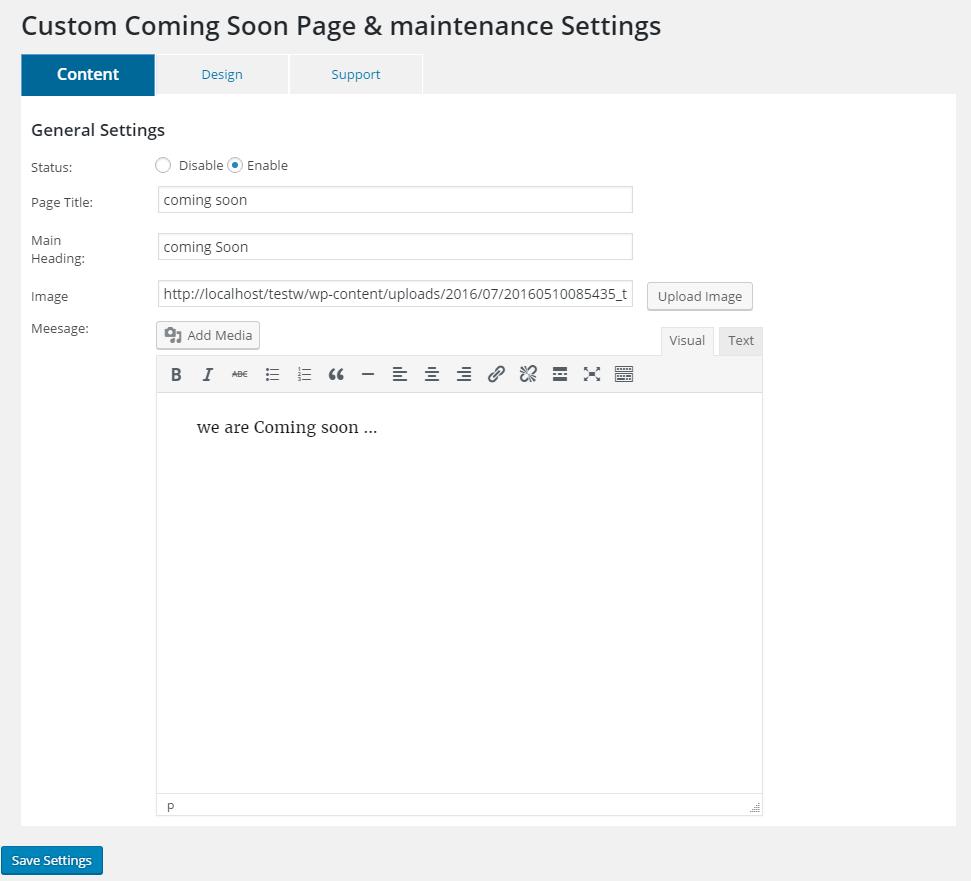 Custom Coming Soon Page & maintenance Settings
Content Design Support
General Settings
Status: Disable Enable
Page Title: coming soon
Main
Heading: coming Soon
Image http://localhost/testw/wp-content/uploads/2016/07/20160510085435_t Upload Image
Meesage: Add Media Visual Text
B I ABC
we are Coming soon ...
p
Save Settings